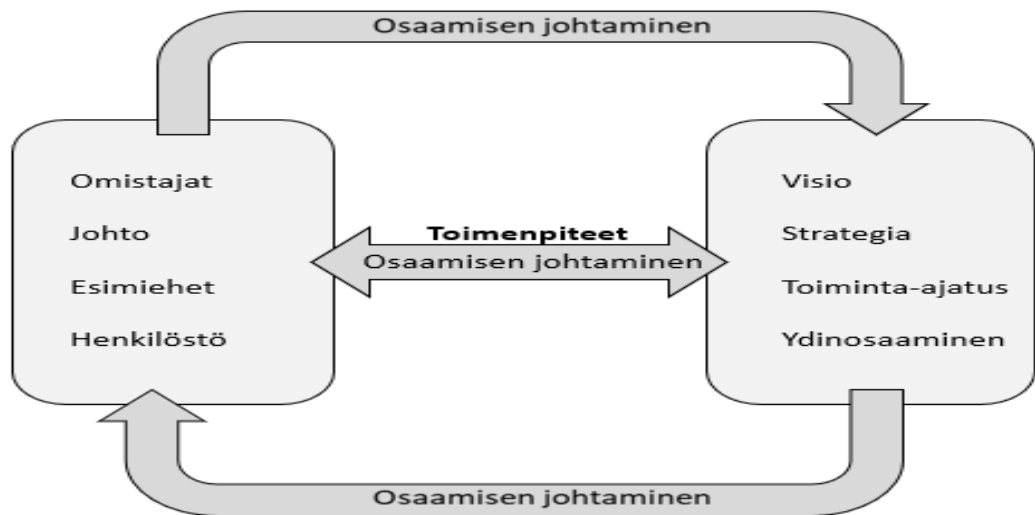 Osaamisen johtaminen
Omistajat
Johto
Esimiehet
Henkilöstö
Toimenpiteet
Osaamisen johtaminen
Visio
Strategia
Toiminta-ajatus
Ydinosaaminen
Osaamisen johtaminen